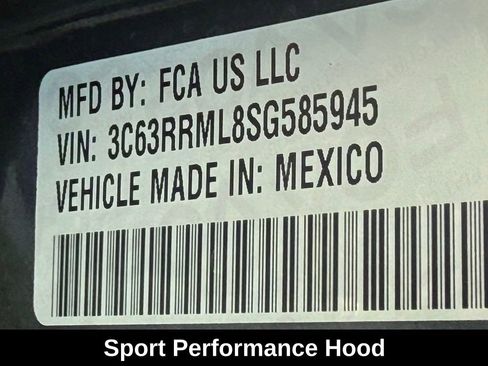 MFD BY: FCA US LLC
VIN: 3C63RRML8SG585945
VEHICLE MADE IN: MEXICO
Sport Performance Hood